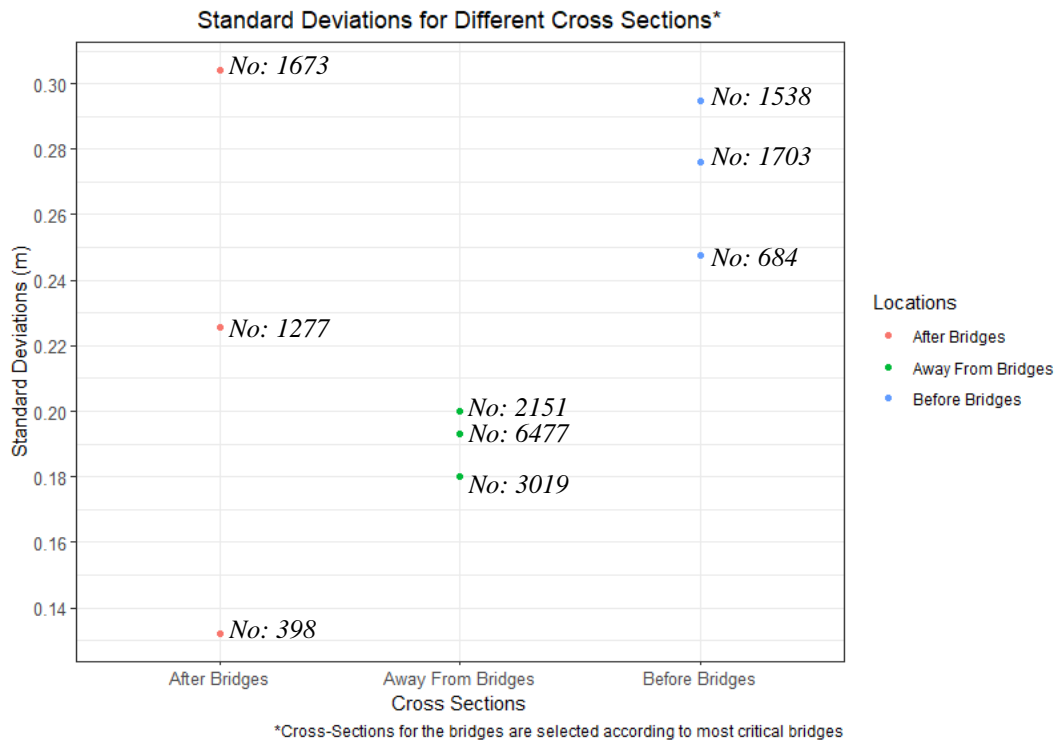 Standard Deviations for Different Cross Sections*
Standard Deviations (m)
0.30
0.28
0.26
0.24
0.22
0.20
0.18
0.16
0.14
No: 1673
No: 1277
No: 398
No: 2151
No: 6477
No: 3019
No: 1538
No: 1703
No: 684
After Bridges
Away From Bridges
Before Bridges
Cross Sections
*Cross-Sections for the bridges are selected according to most critical bridges
Locations
After Bridges
Away From Bridges
Before Bridges